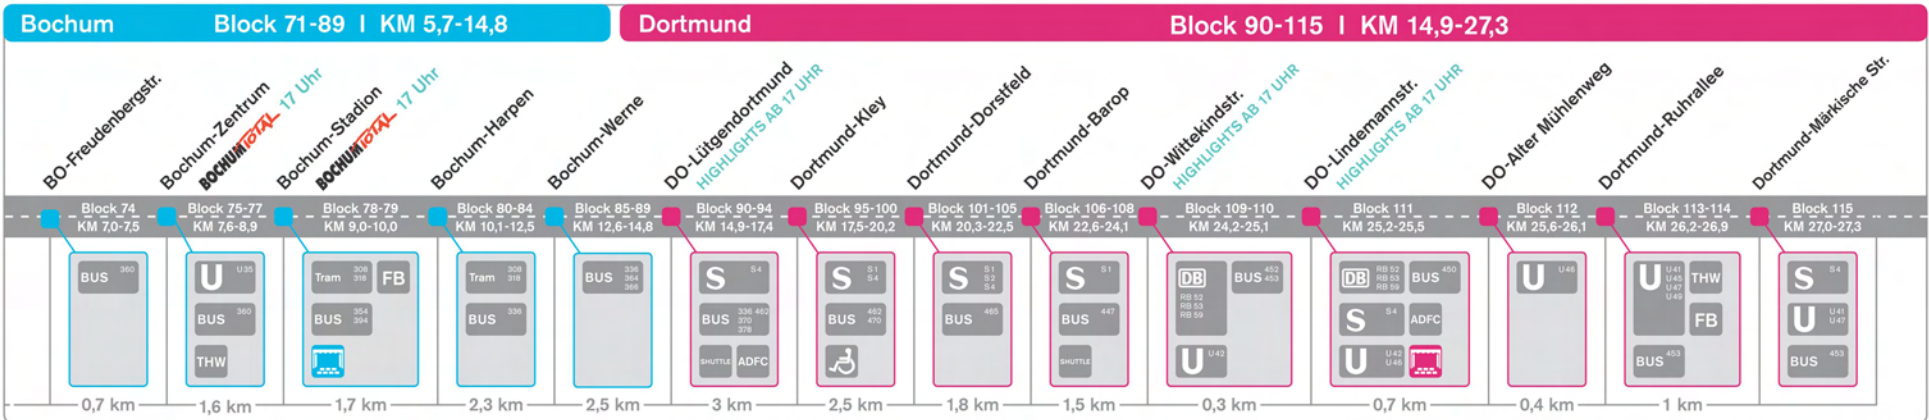 Bochum Block 71-89 | KM 5,7-14,8
Dortmund Block 90-115 | KM 14,9-27,3
BO-Freudenbergstr.
Bochum-Zentrum
BOCHUM TOTAL 17 Uhr
Bochum-Stadion
BOCHUM TOTAL 17 Uhr
Bochum-Harpen
Bochum-Werne
DO-Lütgendortmund
HIGHLIGHTS AB 17 UHR
Dortmund-Kley
Dortmund-Dorstfeld
Dortmund-Barop
DO-Wittekindstr.
HIGHLIGHTS AB 17 UHR
DO-Lindemannstr.
HIGHLIGHTS AB 17 UHR
DO-Alter Mühlenweg
Dortmund-Ruhrallee
Dortmund-Märkische Str.
Block 74
KM 7,0-7,5
Block 75-77
KM 7,6-8,9
Block 78-79
KM 9,0-10,0
Block 80-84
KM 10,1-12,5
Block 85-89
KM 12,6-14,8
Block 90-94
KM 14,9-17,4
Block 95-100
KM 17,5-20,2
Block 101-105
KM 20,3-22,5
Block 106-108
KM 22,6-24,1
Block 109-110
KM 24,2-25,1
Block 111
KM 25,2-25,5
Block 112
KM 25,6-26,1
Block 113-114
KM 26,2-26,9
Block 115
KM 27,0-27,3
BUS 360
U U35
BUS 360
THW
Tram 308 318
FB
BUS 354 394
Tram 308 318
BUS 336
BUS 336 364 366
S S4
BUS 336 462 370 378
SHUTTLE
ADFC
S S1 S4
BUS 462 470
S S1 S2 S4
BUS 465
S S1
BUS 447
SHUTTLE
DB RB 52 RB 53 RB 59
BUS 452 453
U U42
DB RB 52 RB 53 RB 59
BUS 450
S S4
ADFC
U U42 U46
U U46
U U41 U45 U47 U49
THW
FB
BUS 453
S S4
U U41 U47
BUS 453
0,7 km
1,6 km
1,7 km
2,3 km
2,5 km
3 km
2,5 km
1,8 km
1,5 km
0,3 km
0,7 km
0,4 km
1 km